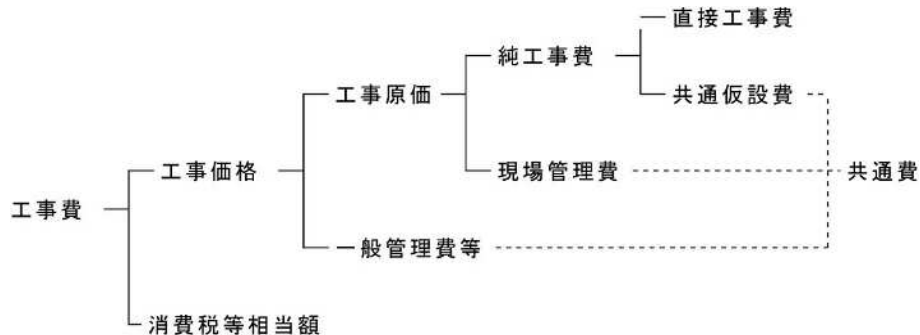 直接工事費
純工事費
工事原価
共通仮設費
工事価格
現場管理費
共通費
工事費
一般管理費等
消費税等相当額